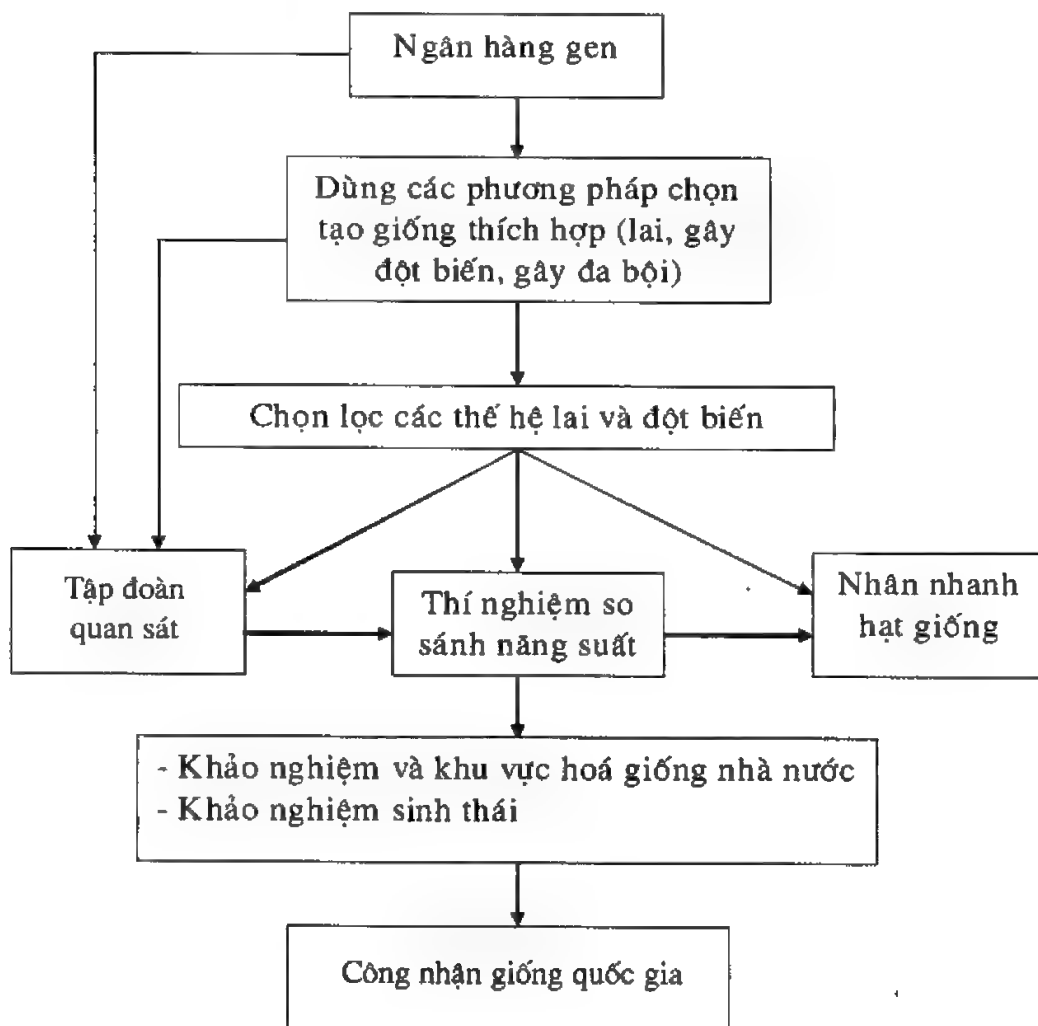 Ngân hàng gen
Dùng các phương pháp chọn
tạo giống thích hợp (lai, gây
đột biến, gây đa bội)
Chọn lọc các thế hệ lai và đột biến
Tập đoàn
quan sát
Thí nghiệm so
sánh năng suất
Nhân nhanh
hạt giống
- Khảo nghiệm và khu vực hoá giống nhà nước
- Khảo nghiệm sinh thái
Công nhận giống quốc gia